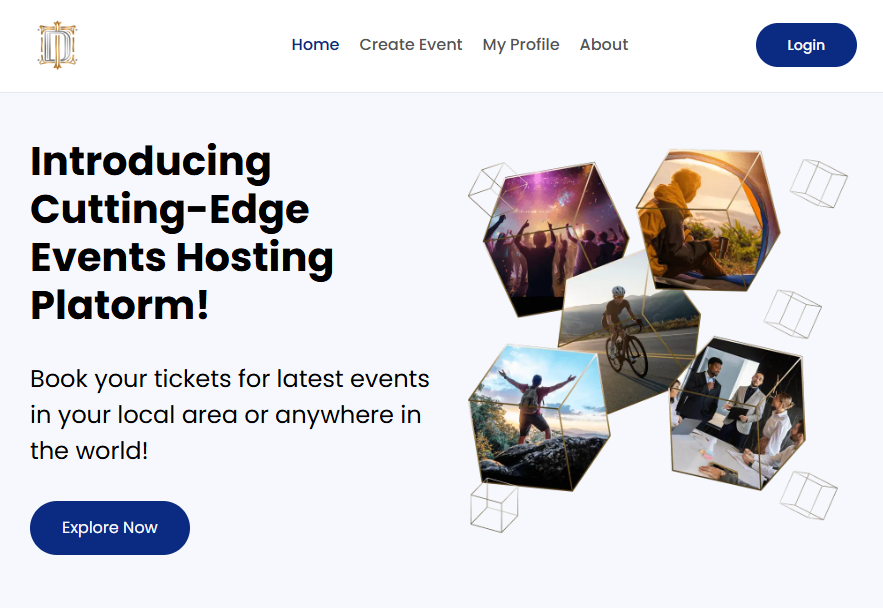 Home Create Event My Profile About Login
Introducing
Cutting-Edge
Events Hosting
Platorm!
Book your tickets for latest events
in your local area or anywhere in
the world!
Explore Now